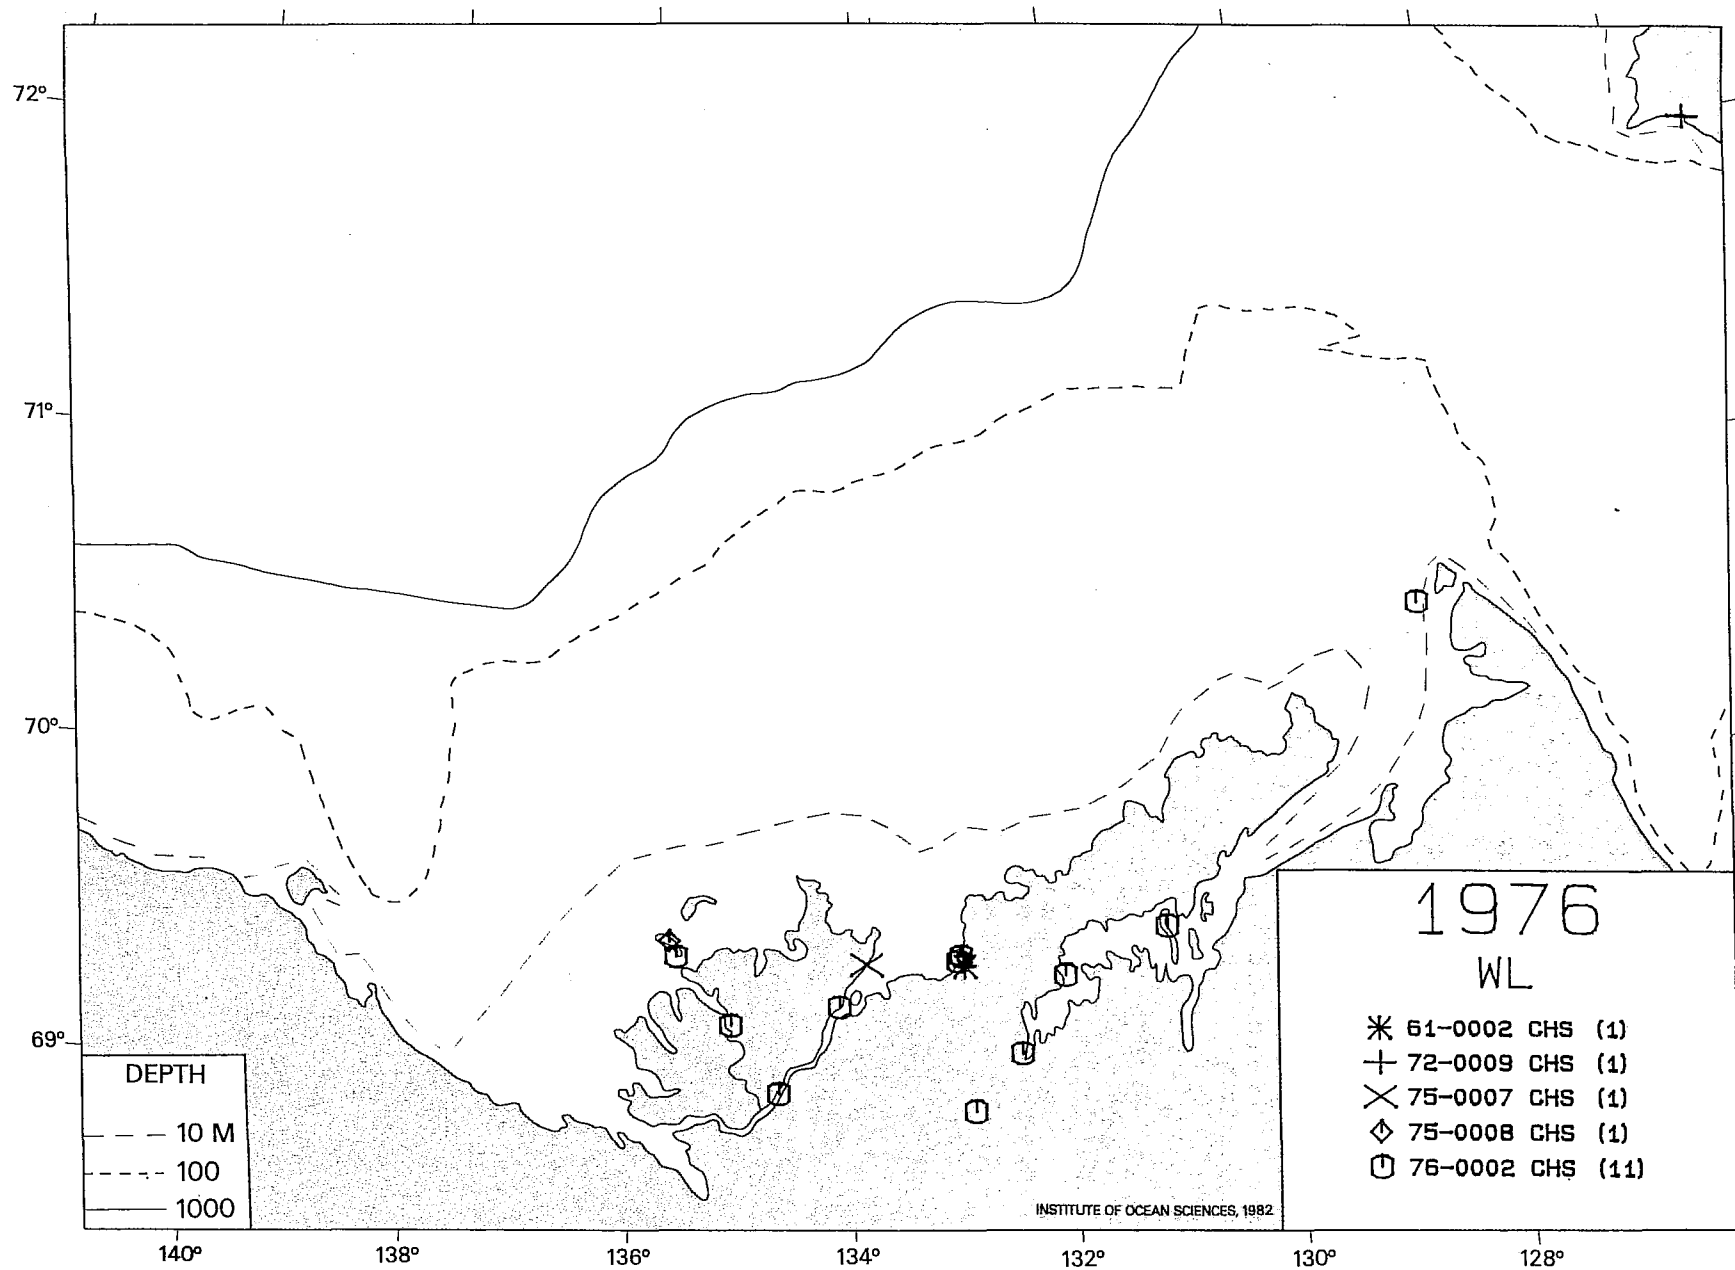 72°
71°
70°
69°
DEPTH
10 M
100
1000
1976
WL
61-0002 CHS (1)
72-0009 CHS (1)
75-0007 CHS (1)
75-0008 CHS (1)
76-0002 CHS (11)
INSTITUTE OF OCEAN SCIENCES, 1982
140° 138° 136° 134° 132° 130° 128°